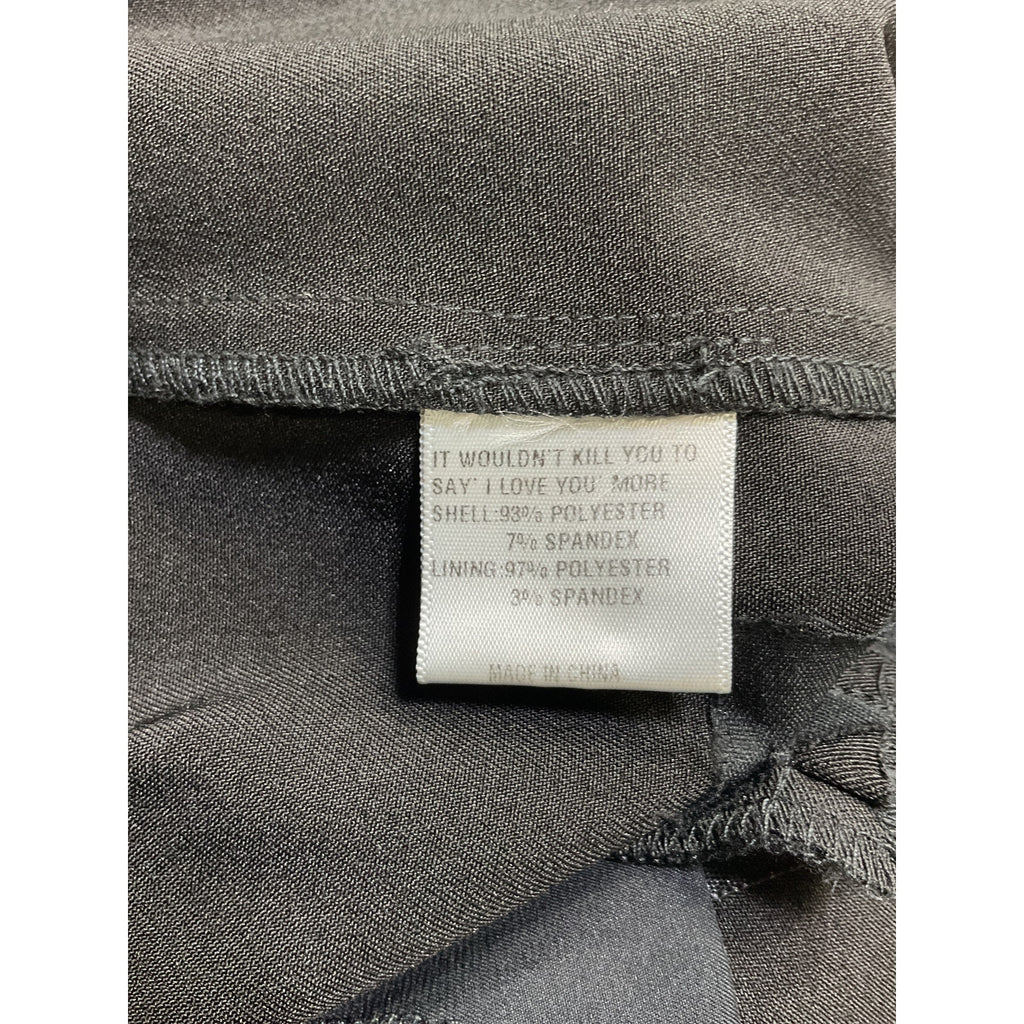 IT WOULDN'T KILL YOU TO
SAY' I LOVE YOU' MORE
SHELL:93% POLYESTER
7% SPANDEX
LINING:97% POLYESTER
3% SPANDEX
MADE IN CHINA